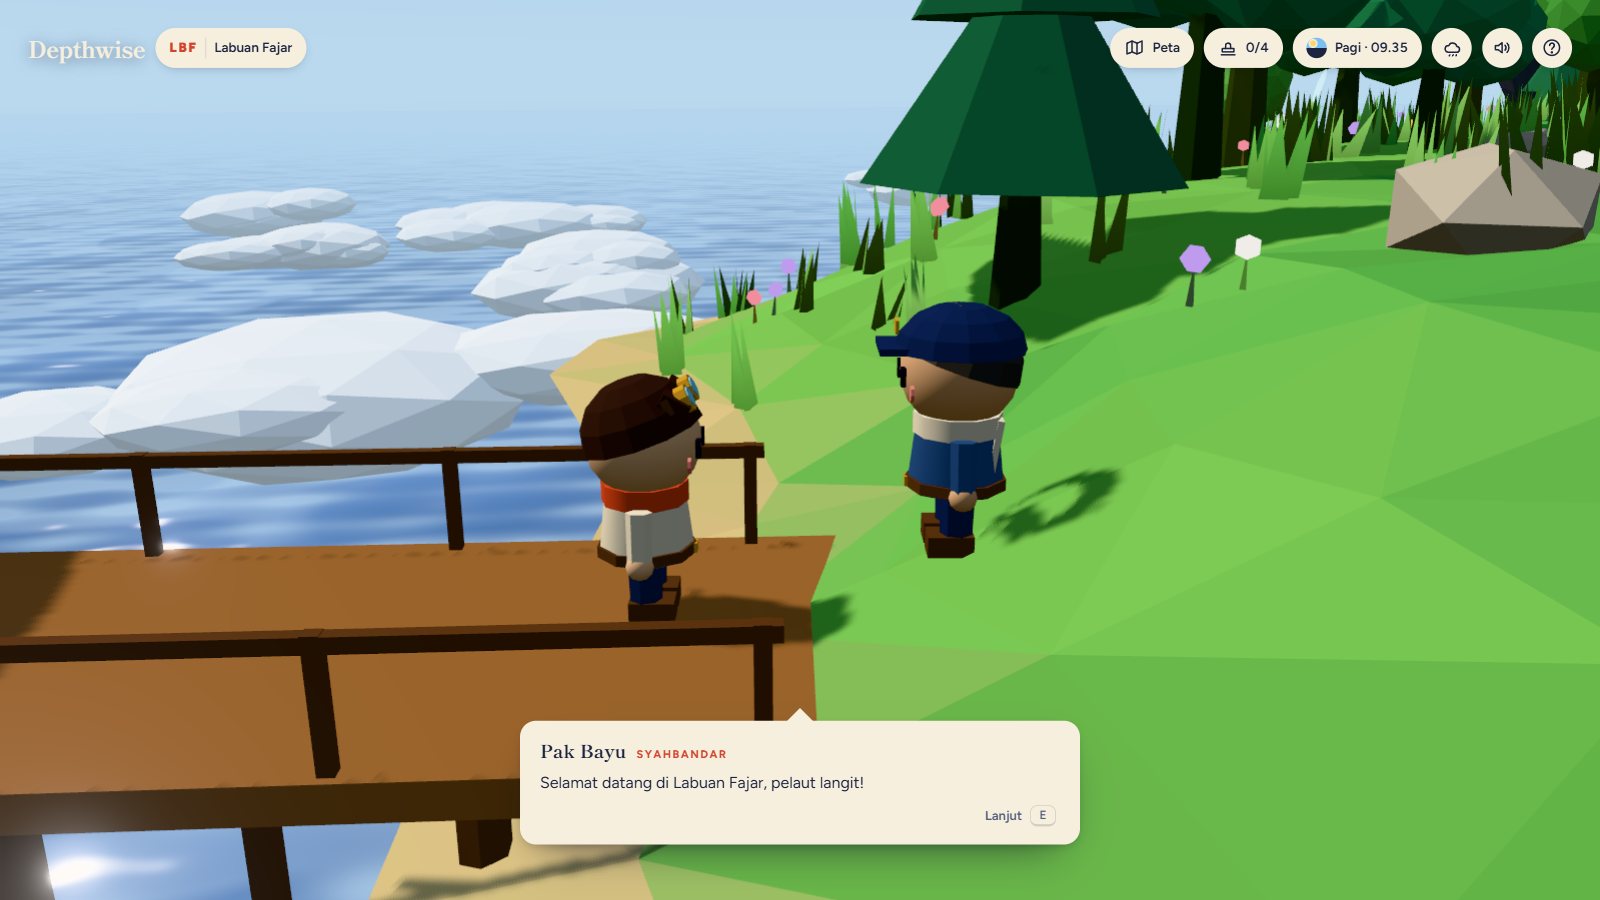 Depthwise
LBF Labuan Fajar
Peta
0/4
Pagi · 09.35
Pak Bayu SYAHBANDAR
Selamat datang di Labuan Fajar, pelaut langit!
Lanjut E